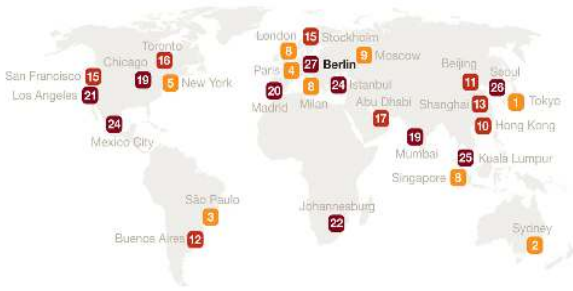 London
15 Stockholm
Toronto
8
9 Moscow
Chicago
16
Paris 4
27 Berlin
Beijing
Seoul
San Francisco 15
19
5 New York
20
8
24 Istanbul
11
26
Los Angeles 21
Madrid
Milan
Abu Dhabi
Shanghai 13
1 Tokyo
24
17
10 Hong Kong
Mexico City
19
Mumbai
25 Kuala Lumpur
Singapore 8
São Paulo
3
Johannesburg
22
Buenos Aires 12
Sydney
2